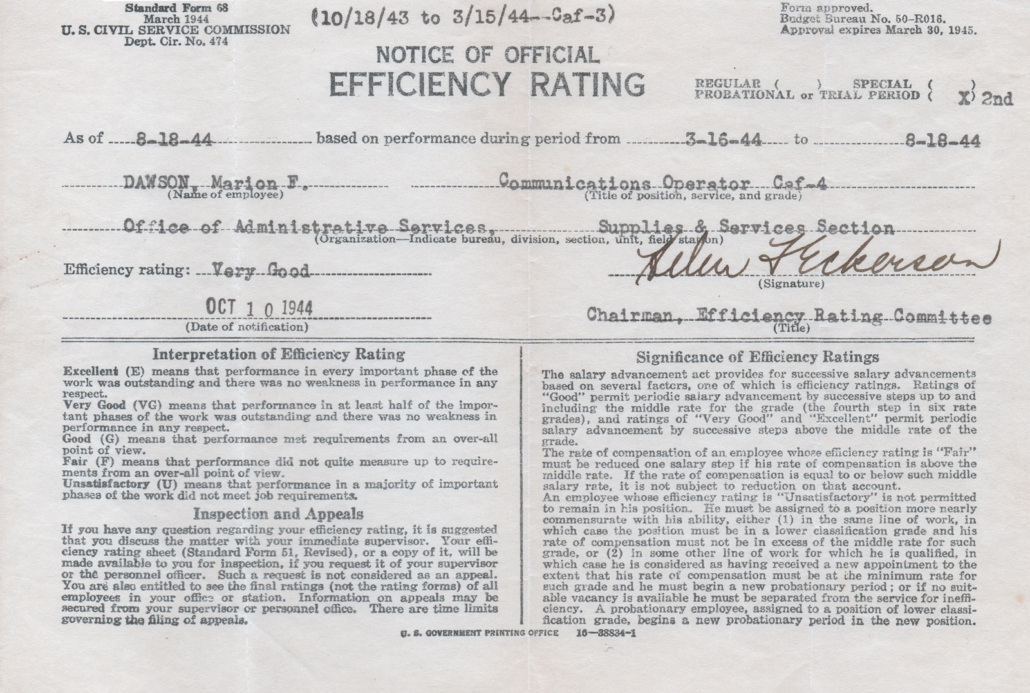 Standard Form 68
March 1944
U. S. CIVIL SERVICE COMMISSION
Dept. Cir. No. 474
(10/18/43 to 3/15/44--Caf-3)
Form approved.
Budget Bureau No. 50-R016.
Approval expires March 30, 1945.
NOTICE OF OFFICIAL
EFFICIENCY RATING
REGULAR ( ) SPECIAL ( )
PROBATIONAL or TRIAL PERIOD ( X) 2nd
As of 8-18-44 based on performance during period from 3-16-44 to 8-18-44
DAWSON, Marion F. Communications Operator Caf-4
(Name of employee) (Title of position, service, and grade)
Office of Administrative Services, Supplies & Services Section
(Organization—Indicate bureau, division, section, unit, field station)
Efficiency rating: Very Good Helen F Eckerson
(Signature)
OCT 10 1944 Chairman, Efficiency Rating Committee
(Date of notification) (Title)
Interpretation of Efficiency Rating
Excellent (E) means that performance in every important phase of the
work was outstanding and there was no weakness in performance in any
respect.
Very Good (VG) means that performance in at least half of the impor-
tant phases of the work was outstanding and there was no weakness in
performance in any respect.
Good (G) means that performance met requirements from an over-all
point of view.
Fair (F) means that performance did not quite measure up to require-
ments from an over-all point of view.
Unsatisfactory (U) means that performance in a majority of important
phases of the work did not meet job requirements.
Inspection and Appeals
If you have any question regarding your efficiency rating, it is suggested
that you discuss the matter with your immediate supervisor. Your effi-
ciency rating sheet (Standard Form 51, Revised), or a copy of it, will be
made available to you for inspection, if you request it of your supervisor
or the personnel officer. Such a request is not considered as an appeal.
You are also entitled to see the final ratings (not the rating forms) of all
employees in your office or station. Information on appeals may be
secured from your supervisor or personnel office. There are time limits
governing the filing of appeals.
Significance of Efficiency Ratings
The salary advancement act provides for successive salary advancements
based on several factors, one of which is efficiency ratings. Ratings of
"Good" permit periodic salary advancement by successive steps up to and
including the middle rate for the grade (the fourth step in six rate
grades), and ratings of "Very Good" and "Excellent" permit periodic
salary advancement by successive steps above the middle rate of the
grade.
The rate of compensation of an employee whose efficiency rating is "Fair"
must be reduced one salary step if his rate of compensation is above the
middle rate. If the rate of compensation is equal to or below such middle
salary rate, it is not subject to reduction on that account.
An employee whose efficiency rating is "Unsatisfactory" is not permitted
to remain in his position. He must be assigned to a position more nearly
commensurate with his ability, either (1) in the same line of work, in
which case the position must be in a lower classification grade and his
rate of compensation must not be in excess of the middle rate for such
grade, or (2) in some other line of work for which he is qualified, in
which case he is considered as having received a new appointment to the
extent that his rate of compensation must be at the minimum rate for
such grade and he must begin a new probationary period; or if no suit-
able vacancy is available he must be separated from the service for ineffi-
ciency. A probationary employee, assigned to a position of lower classi-
fication grade, begins a new probationary period in the new position.
U. S. GOVERNMENT PRINTING OFFICE 16—38834-1